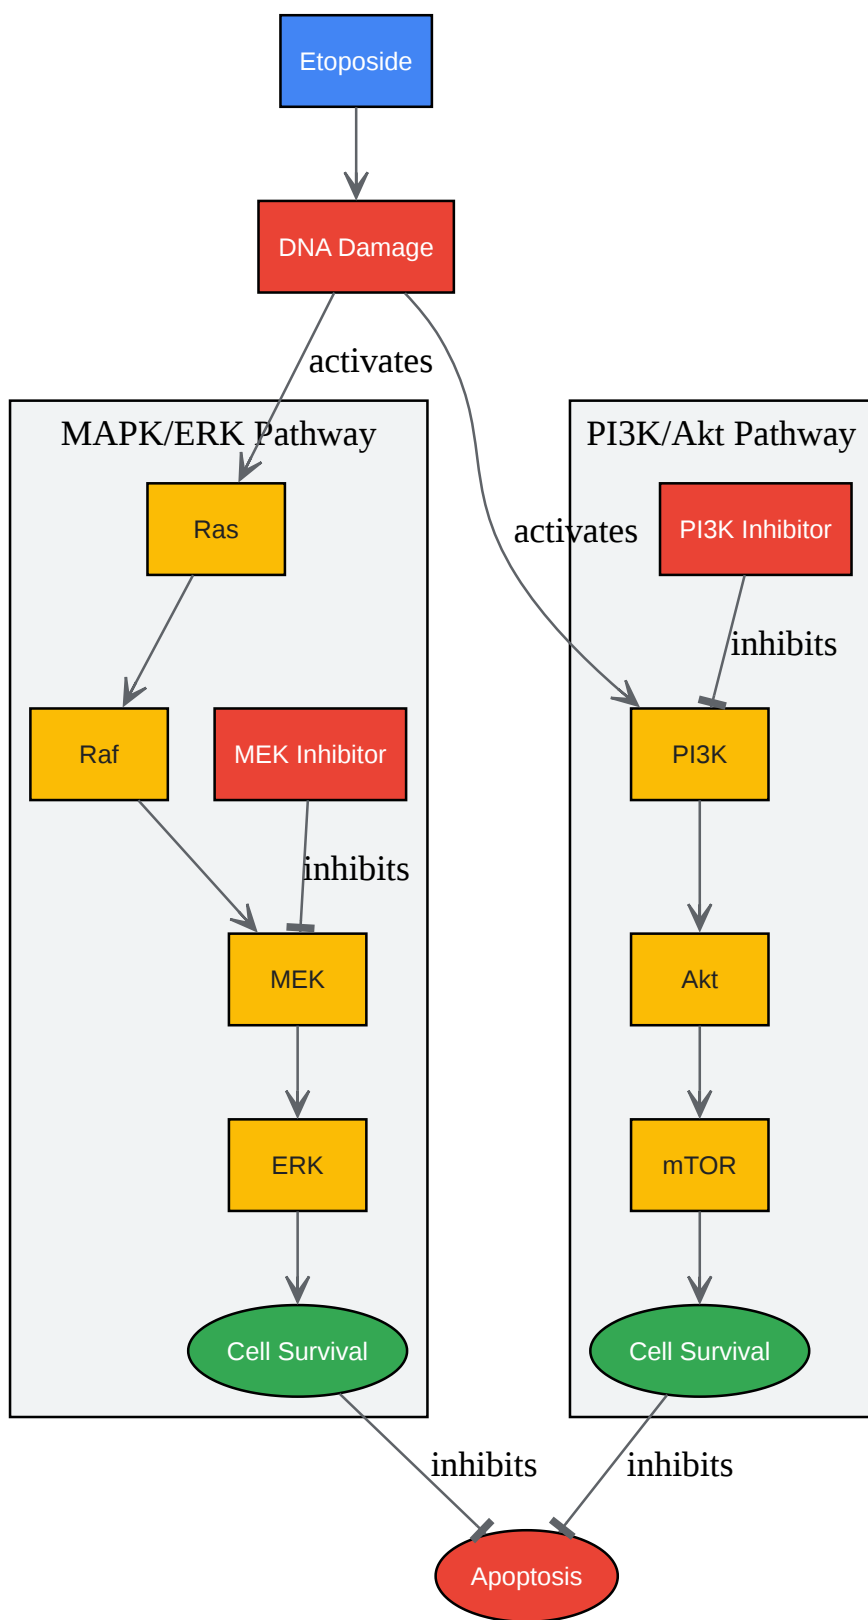 Etoposide
DNA Damage
activates
MAPK/ERK Pathway
PI3K/Akt Pathway
Ras
activates
PI3K Inhibitor
inhibits
Raf
MEK Inhibitor
PI3K
inhibits
MEK
Akt
ERK
mTOR
Cell Survival
Cell Survival
inhibits
inhibits
Apoptosis